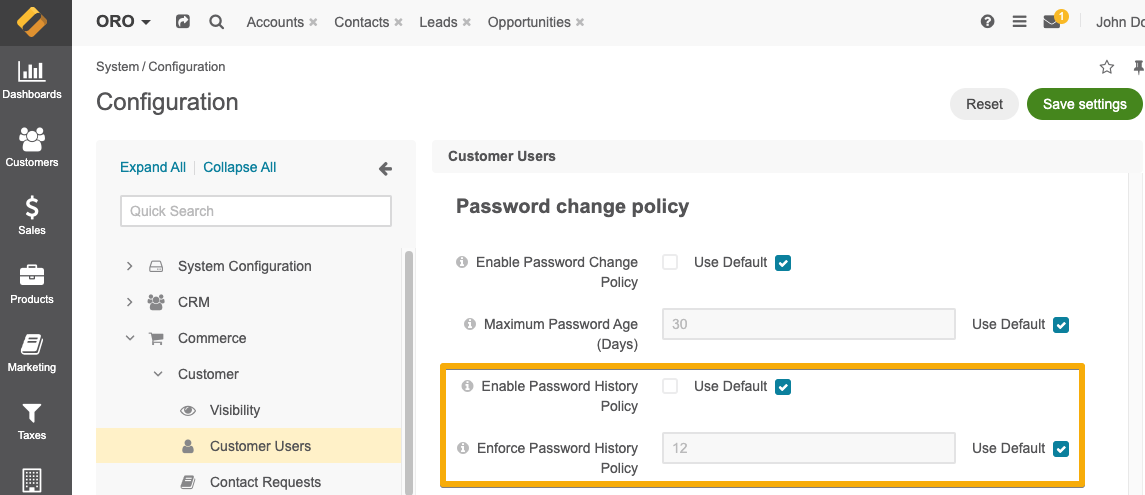 ORO
Accounts ×
Contacts ×
Leads ×
Opportunities ×
1
John Do
Dashboards
Customers
Sales
Products
Marketing
Taxes
System / Configuration
Configuration
Reset
Save settings
Expand All
Collapse All
Quick Search
System Configuration
CRM
Commerce
Customer
Visibility
Customer Users
Contact Requests
Customer Users
Password change policy
Enable Password Change
Policy
Use Default
Maximum Password Age
(Days)
30
Use Default
Enable Password History
Policy
Use Default
Enforce Password History
Policy
12
Use Default